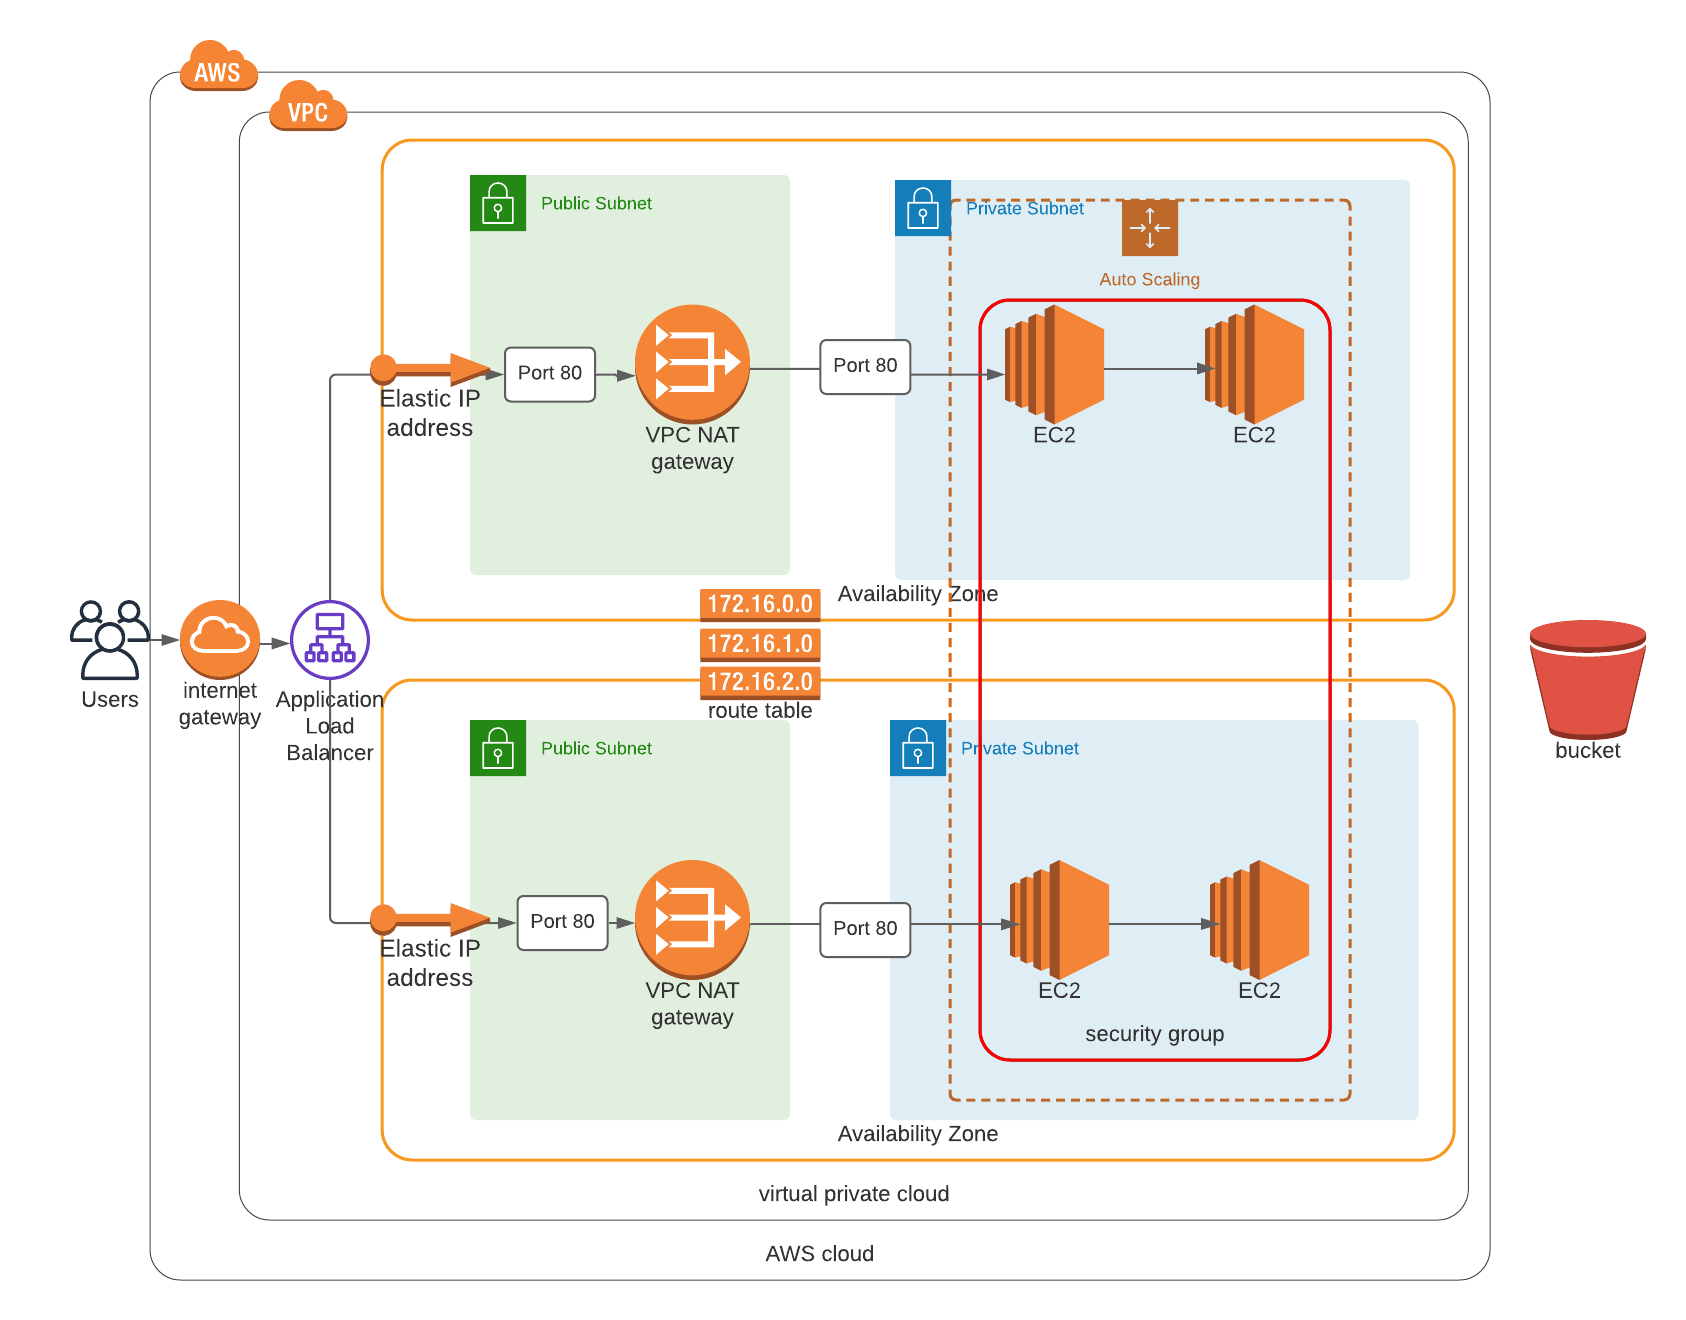 AWS
VPC
Public Subnet
Private Subnet
Auto Scaling
Port 80
Port 80
Elastic IP
address
VPC NAT
gateway
EC2
EC2
Availability Zone
172.16.0.0
172.16.1.0
172.16.2.0
route table
Users
internet
gateway
Application
Load
Balancer
bucket
Public Subnet
Private Subnet
Port 80
Port 80
Elastic IP
address
VPC NAT
gateway
EC2
EC2
security group
Availability Zone
virtual private cloud
AWS cloud